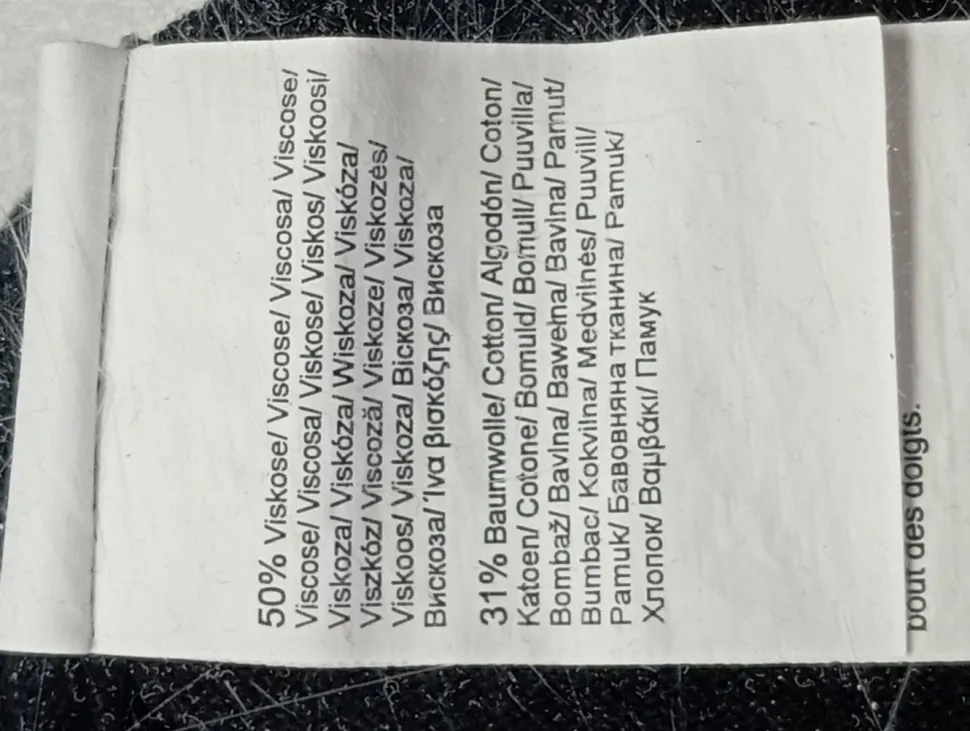 50% Viskose/ Viscose/ Viscosa/ Viscose/
Viscose/ Viscosa/ Viskose/ Viskos/ Viskoosi/
Viskoza/ Viskóza/ Wiskoza/ Viskóza/
Viszkóz/ Viscoză/ Viskoze/ Viskozės/
Viskoos/ Viskoza/ Віскоза/ Viskoza/
Вискоза/ Ίνα βισκόζης/ Вискоза
31% Baumwolle/ Cotton/ Algodón/ Coton/
Katoen/ Cotone/ Bomuld/ Bomull/ Puuvilla/
Bombaž/ Bavlna/ Bawełna/ Bavlna/ Pamut/
Bumbac/ Kokvilna/ Medvilnės/ Puuvill/
Pamuk/ Бавовняна тканина/ Pamuk/
Хлопок/ Βαμβάκι/ Памук
bout des doigts.